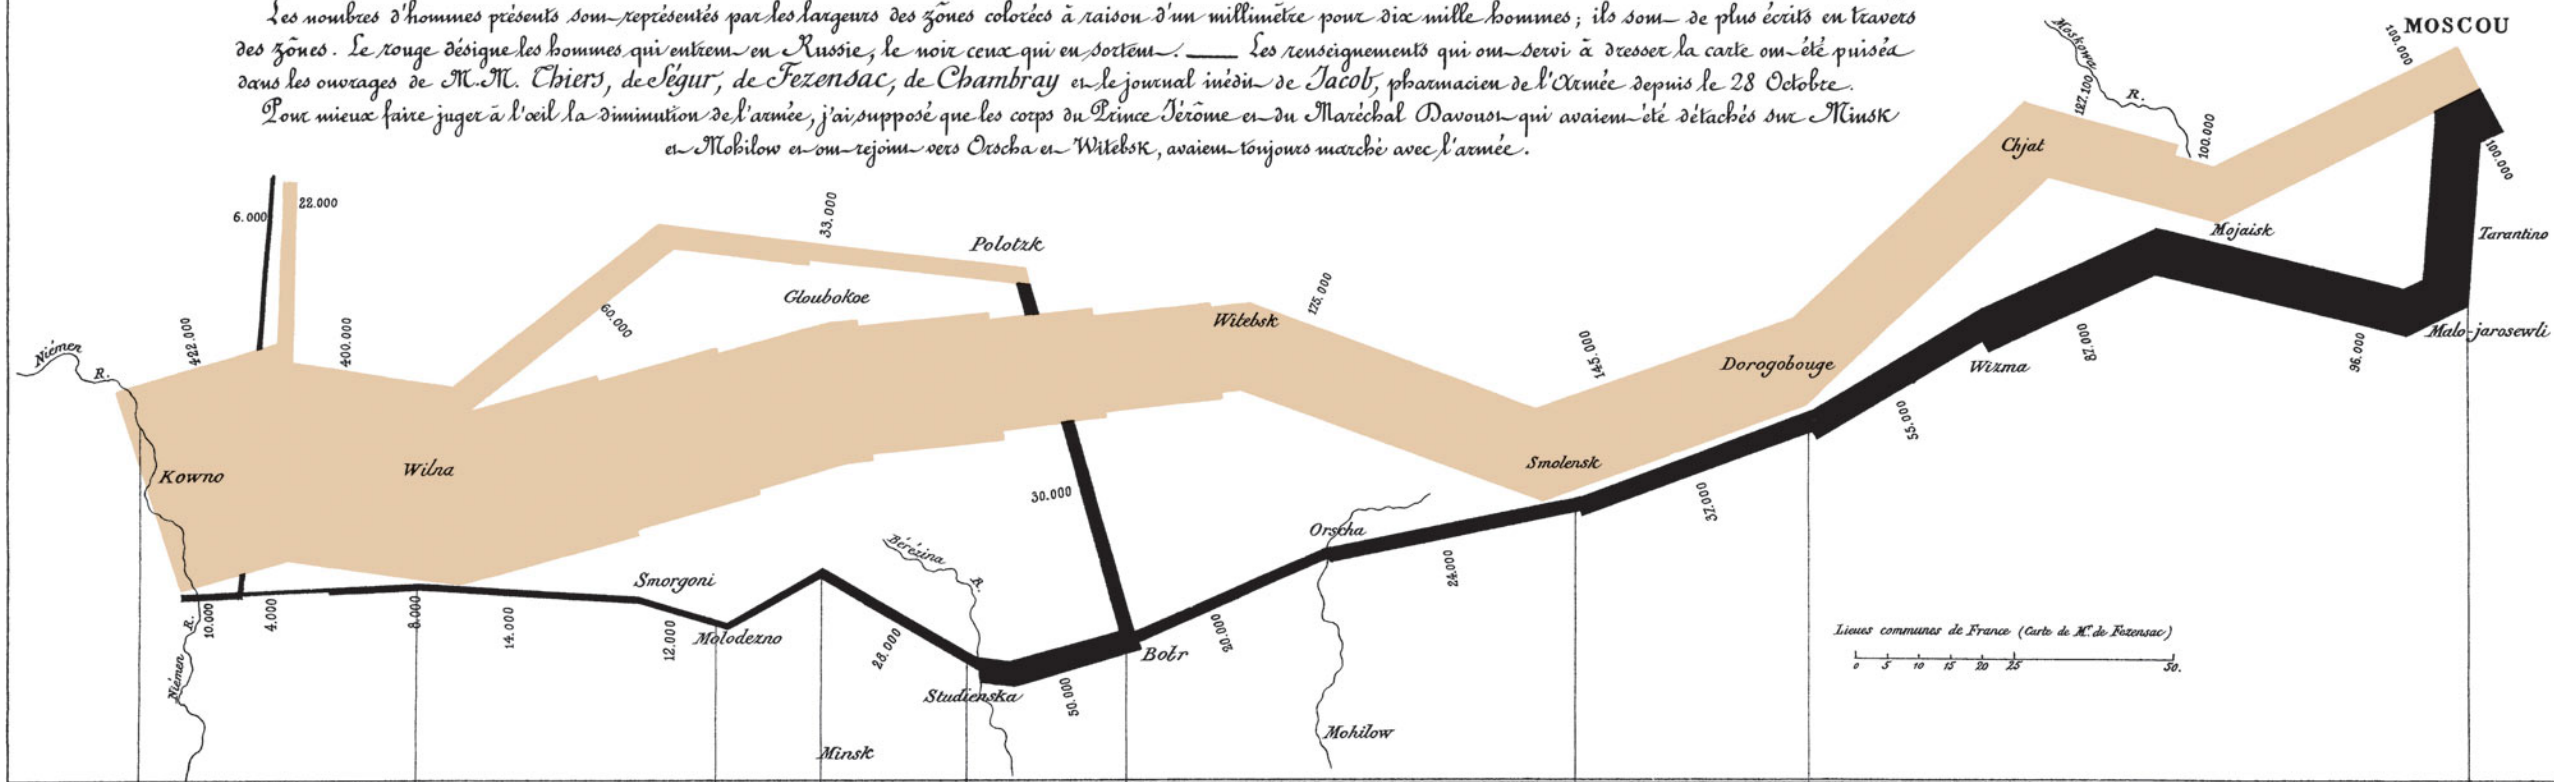 Les nombres d'hommes présents sont représentés par les largeurs des zônes colorées à raison d'un millimètre pour dix mille hommes; ils sont de plus écrits en travers
des zônes. Le rouge désigne les hommes qui entrent en Russie, le noir ceux qui en sortent. — Les renseignements qui ont servi à dresser la carte ont été puisés
dans les ouvrages de M.M. Thiers, de Ségur, de Fezensac, de Chambray et le journal inédit de Jacob, pharmacien de l'Armée depuis le 28 Octobre.
Pour mieux faire juger à l'œil la diminution de l'armée, j'ai supposé que les corps du Prince Jérôme et du Maréchal Davoust qui avaient été détachés sur Minsk
et Mohilow et ont rejoint vers Orscha et Witebsk, avaient toujours marché avec l'armée.
MOSCOU
100.000
Moskowa
R.
127.100
100.000
100.000
Chjat
Mojaisk
Tarantino
Malo-jarosewli
6.000
22.000
33.000
Polotzk
Gloubokoe
60.000
422.000
400.000
Niémen
R.
Kowno
Wilna
Witebsk
175.000
145.000
Dorogobouge
Smolensk
Wizma
87.000
96.000
55.000
37.000
30.000
Orscha
24.000
Bérézina
R.
Smorgoni
10.000
4.000
8.000
14.000
12.000
Molodezno
28.000
Studienska
50.000
Botr
20.000
R.
Niémen
Minsk
Mohilow
Lieues communes de France (Carte de Mr. de Fezensac)
0 5 10 15 20 25 50.